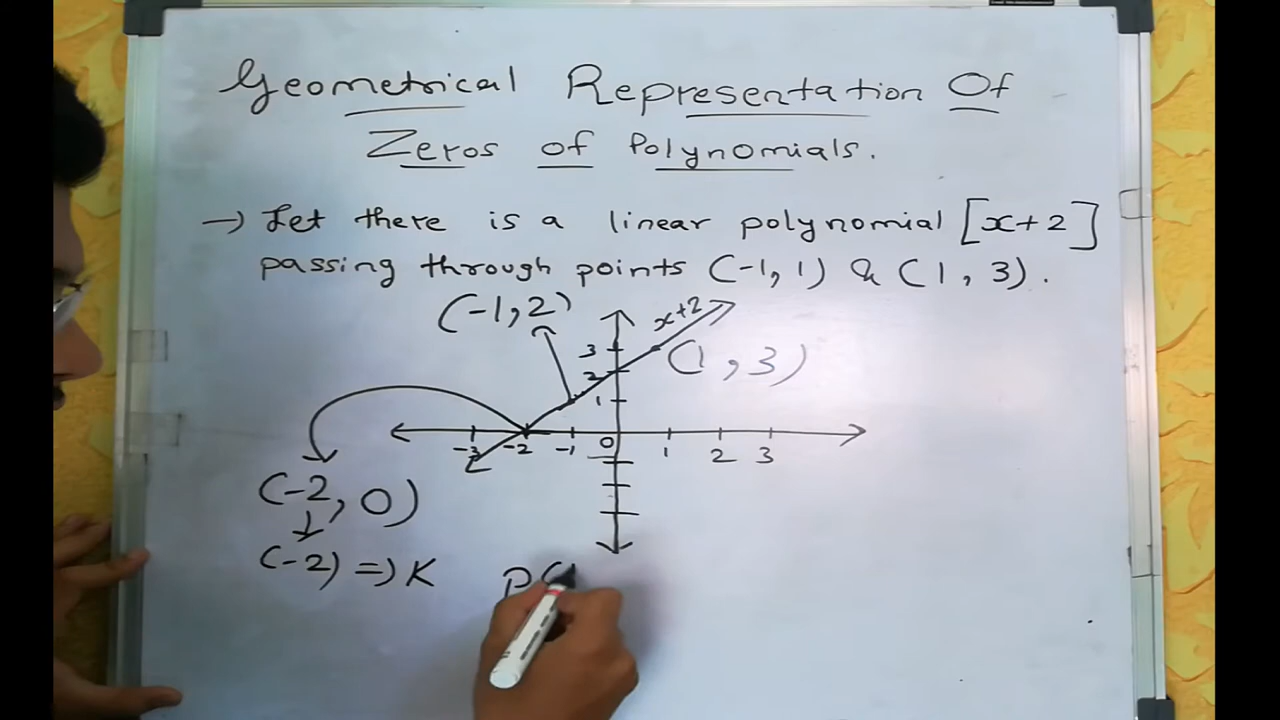 Geometrical Representation Of
Zeros of Polynomials.
→ Let there is a linear polynomial [x+2]
passing through points (-1, 1) & (1, 3).
(-1, 2)
x+2
3
(1, 3)
2
1
-3 -2 -1 0 1 2 3
(-2, 0)
(-2) => K P(